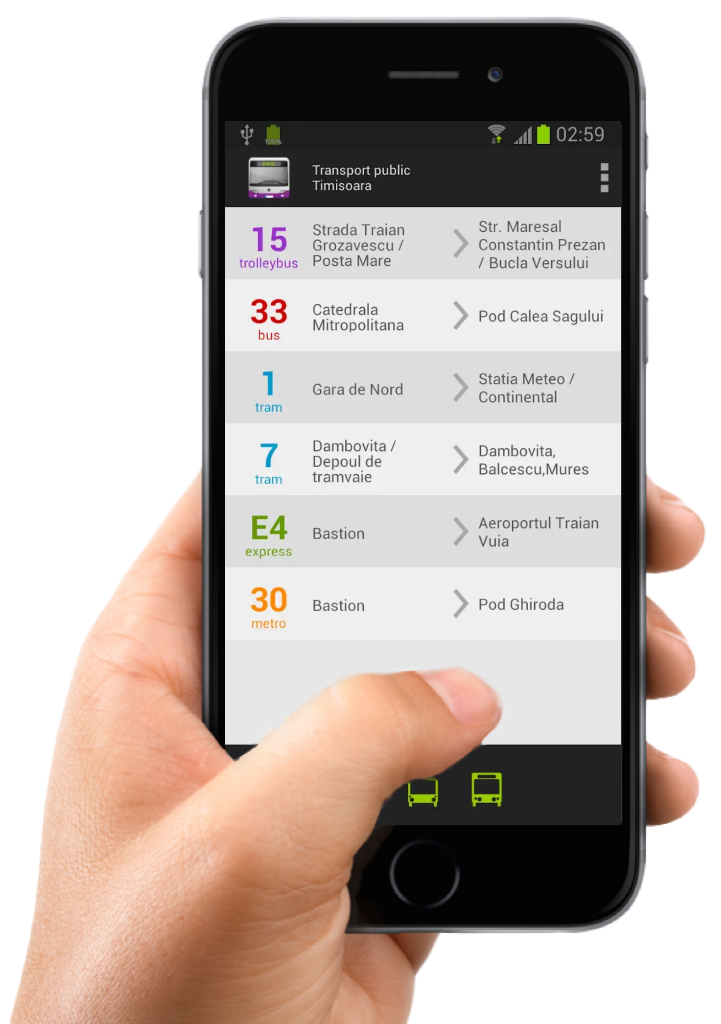 100%
02:59
Transport public
Timisoara
15
trolleybus
Strada Traian
Grozavescu /
Posta Mare
Str. Maresal
Constantin Prezan
/ Bucla Versului
33
bus
Catedrala
Mitropolitana
Pod Calea Sagului
1
tram
Gara de Nord
Statia Meteo /
Continental
7
tram
Dambovita /
Depoul de
tramvaie
Dambovita,
Balcescu,Mures
E4
express
Bastion
Aeroportul Traian
Vuia
30
metro
Bastion
Pod Ghiroda